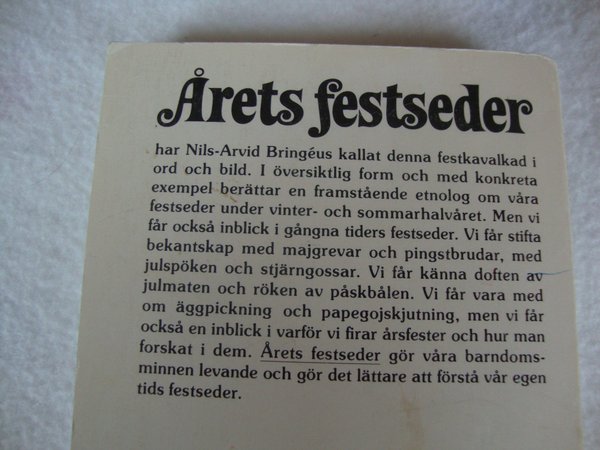 Årets festseder
har Nils-Arvid Bringéus kallat denna festkavalkad i
ord och bild. I översiktlig form och med konkreta
exempel berättar en framstående etnolog om våra
festseder under vinter- och sommarhalvåret. Men vi
får också inblick i gångna tiders festseder. Vi får stifta
bekantskap med majgrevar och pingstbrudar, med
julspöken och stjärngossar. Vi får känna doften av
julmaten och röken av påskbålen. Vi får vara med
om äggpickning och papegojskjutning, men vi får
också en inblick i varför vi firar årsfester och hur man
forskat i dem. Årets festseder gör våra barndoms-
minnen levande och gör det lättare att förstå vår egen
tids festseder.